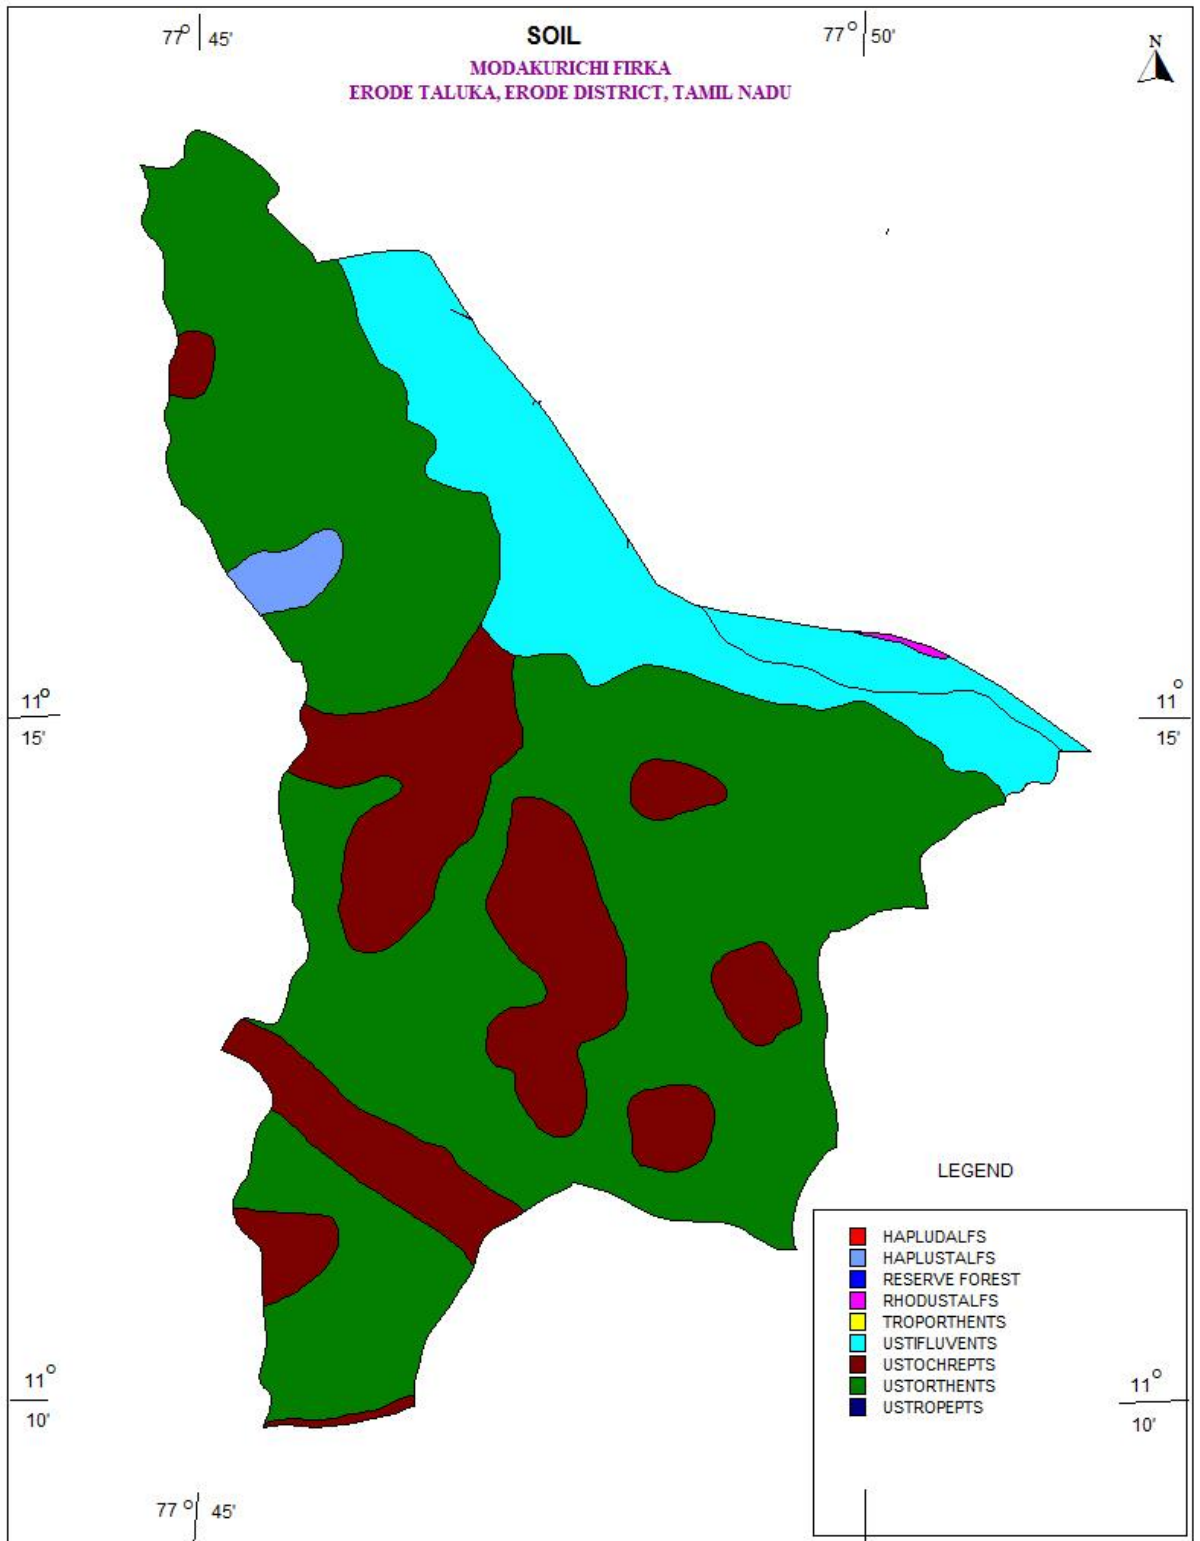 77° 45'
SOIL
77° 50'
N
MODAKURICHI FIRKA
ERODE TALUKA, ERODE DISTRICT, TAMIL NADU
11°
15'
11°
15'
LEGEND
HAPLUDALFS
HAPLUSTALFS
RESERVE FOREST
RHODUSTALFS
TROPORTHENTS
USTIFLUVENTS
USTOCHREPTS
USTORTHENTS
USTROPEPTS
11°
10'
11°
10'
77° 45'